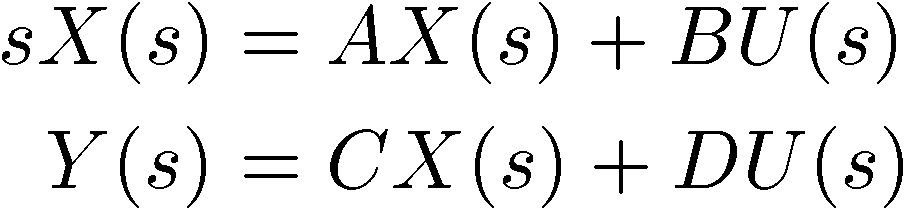 sX(s) = AX(s) + BU(s)
Y(s) = CX(s) + DU(s)